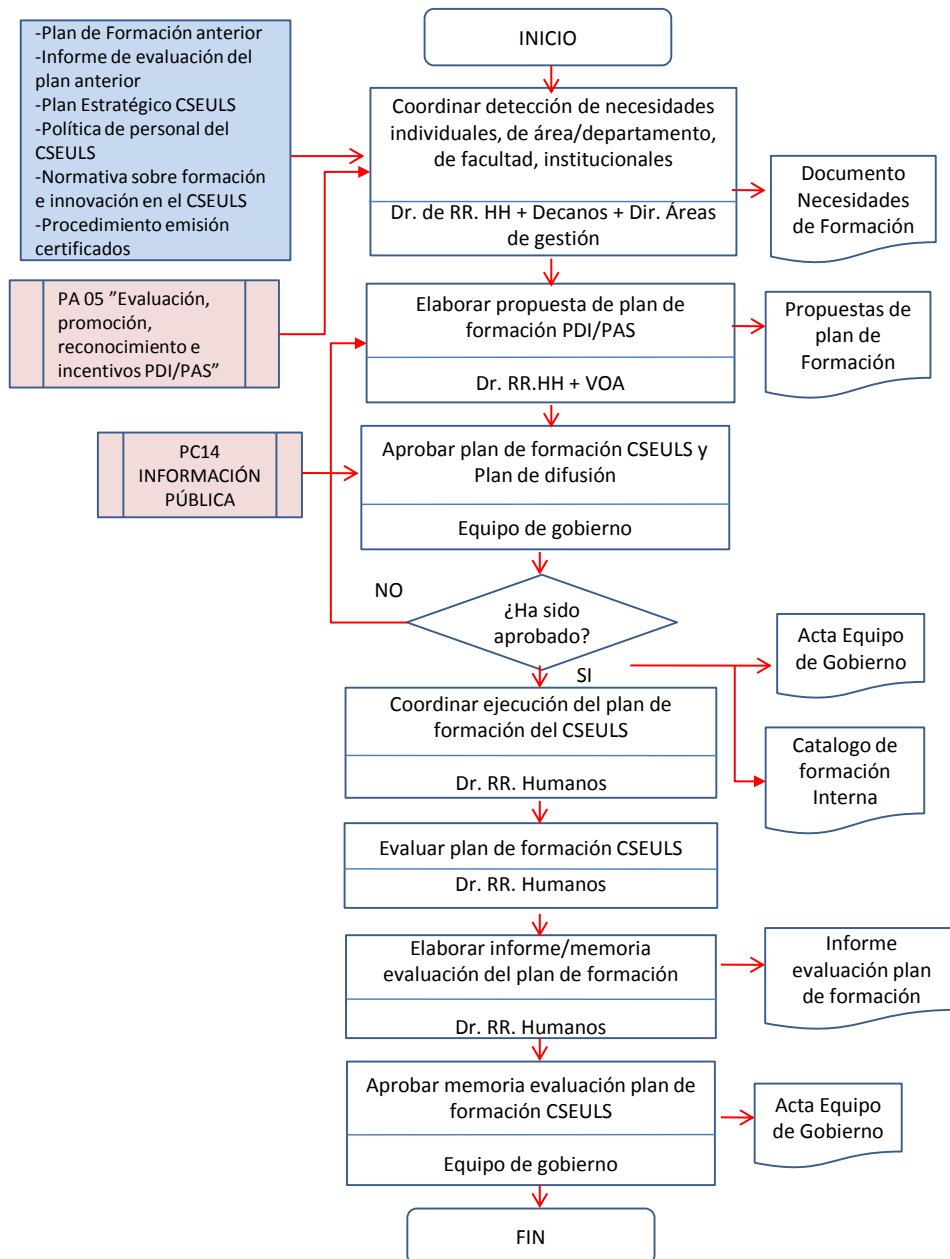 -Plan de Formación anterior
-Informe de evaluación del
plan anterior
-Plan Estratégico CSEULS
-Política de personal del
CSEULS
-Normativa sobre formación
e innovación en el CSEULS
-Procedimiento emisión
certificados
INICIO
Coordinar detección de necesidades
individuales, de área/departamento,
de facultad, institucionales
Dr. de RR. HH + Decanos + Dir. Áreas
de gestión
Documento
Necesidades
de Formación
PA 05 ”Evaluación,
promoción,
reconocimiento e
incentivos PDI/PAS”
Elaborar propuesta de plan de
formación PDI/PAS
Dr. RR.HH + VOA
Propuestas de
plan de
Formación
PC14
INFORMACIÓN
PÚBLICA
Aprobar plan de formación CSEULS y
Plan de difusión
Equipo de gobierno
NO
¿Ha sido
aprobado?
SI
Acta Equipo
de Gobierno
Coordinar ejecución del plan de
formación del CSEULS
Dr. RR. Humanos
Catalogo de
formación
Interna
Evaluar plan de formación CSEULS
Dr. RR. Humanos
Elaborar informe/memoria
evaluación del plan de formación
Dr. RR. Humanos
Informe
evaluación plan
de formación
Aprobar memoria evaluación plan de
formación CSEULS
Equipo de gobierno
Acta Equipo
de Gobierno
FIN